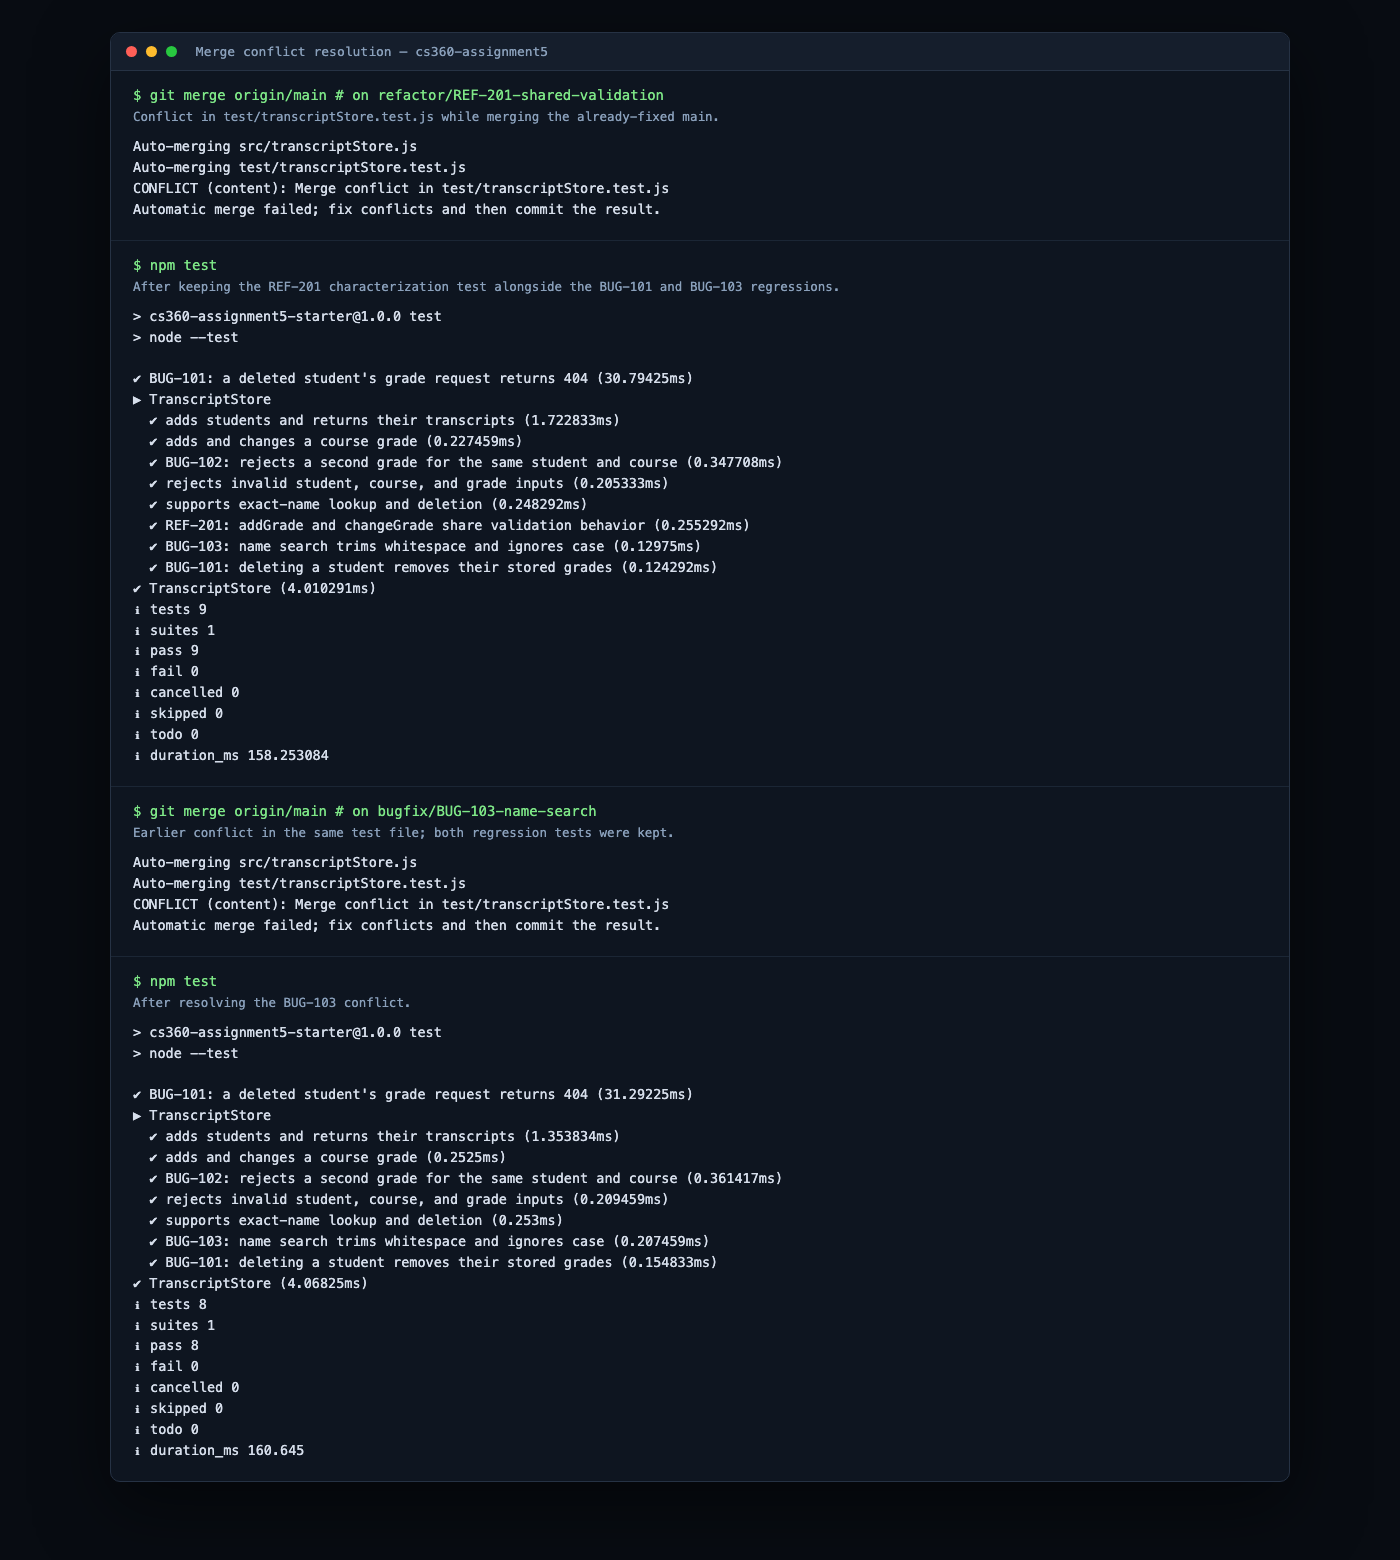 Merge conflict resolution — cs360-assignment5
$ git merge origin/main # on refactor/REF-201-shared-validation
Conflict in test/transcriptStore.test.js while merging the already-fixed main.
Auto-merging src/transcriptStore.js
Auto-merging test/transcriptStore.test.js
CONFLICT (content): Merge conflict in test/transcriptStore.test.js
Automatic merge failed; fix conflicts and then commit the result.
$ npm test
After keeping the REF-201 characterization test alongside the BUG-101 and BUG-103 regressions.
> cs360-assignment5-starter@1.0.0 test
> node --test
✔ BUG-101: a deleted student's grade request returns 404 (30.79425ms)
▶ TranscriptStore
✔ adds students and returns their transcripts (1.722833ms)
✔ adds and changes a course grade (0.227459ms)
✔ BUG-102: rejects a second grade for the same student and course (0.347708ms)
✔ rejects invalid student, course, and grade inputs (0.205333ms)
✔ supports exact-name lookup and deletion (0.248292ms)
✔ REF-201: addGrade and changeGrade share validation behavior (0.255292ms)
✔ BUG-103: name search trims whitespace and ignores case (0.12975ms)
✔ BUG-101: deleting a student removes their stored grades (0.124292ms)
✔ TranscriptStore (4.010291ms)
ℹ tests 9
ℹ suites 1
ℹ pass 9
ℹ fail 0
ℹ cancelled 0
ℹ skipped 0
ℹ todo 0
ℹ duration_ms 158.253084
$ git merge origin/main # on bugfix/BUG-103-name-search
Earlier conflict in the same test file; both regression tests were kept.
Auto-merging src/transcriptStore.js
Auto-merging test/transcriptStore.test.js
CONFLICT (content): Merge conflict in test/transcriptStore.test.js
Automatic merge failed; fix conflicts and then commit the result.
$ npm test
After resolving the BUG-103 conflict.
> cs360-assignment5-starter@1.0.0 test
> node --test
✔ BUG-101: a deleted student's grade request returns 404 (31.29225ms)
▶ TranscriptStore
✔ adds students and returns their transcripts (1.353834ms)
✔ adds and changes a course grade (0.2525ms)
✔ BUG-102: rejects a second grade for the same student and course (0.361417ms)
✔ rejects invalid student, course, and grade inputs (0.209459ms)
✔ supports exact-name lookup and deletion (0.253ms)
✔ BUG-103: name search trims whitespace and ignores case (0.207459ms)
✔ BUG-101: deleting a student removes their stored grades (0.154833ms)
✔ TranscriptStore (4.06825ms)
ℹ tests 8
ℹ suites 1
ℹ pass 8
ℹ fail 0
ℹ cancelled 0
ℹ skipped 0
ℹ todo 0
ℹ duration_ms 160.645